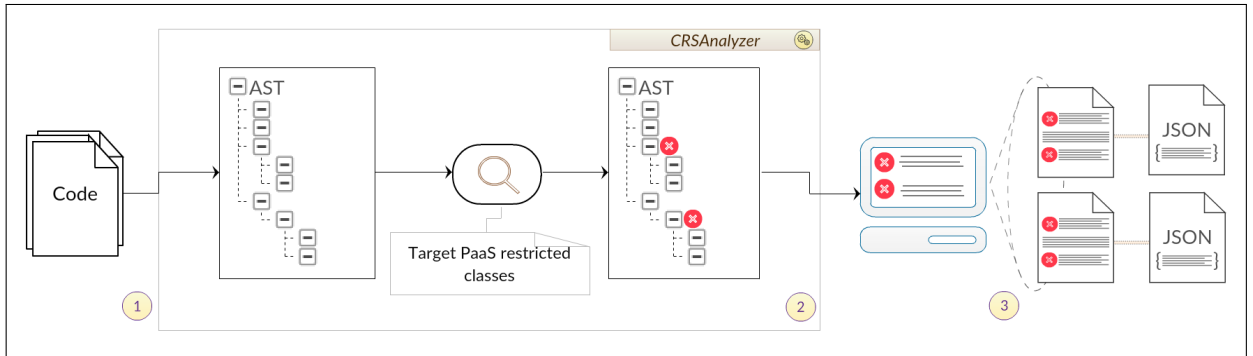 CRSAnalyzer
AST
AST
Code
Target PaaS restricted
classes
JSON
{ }
JSON
{ }
1
2
3